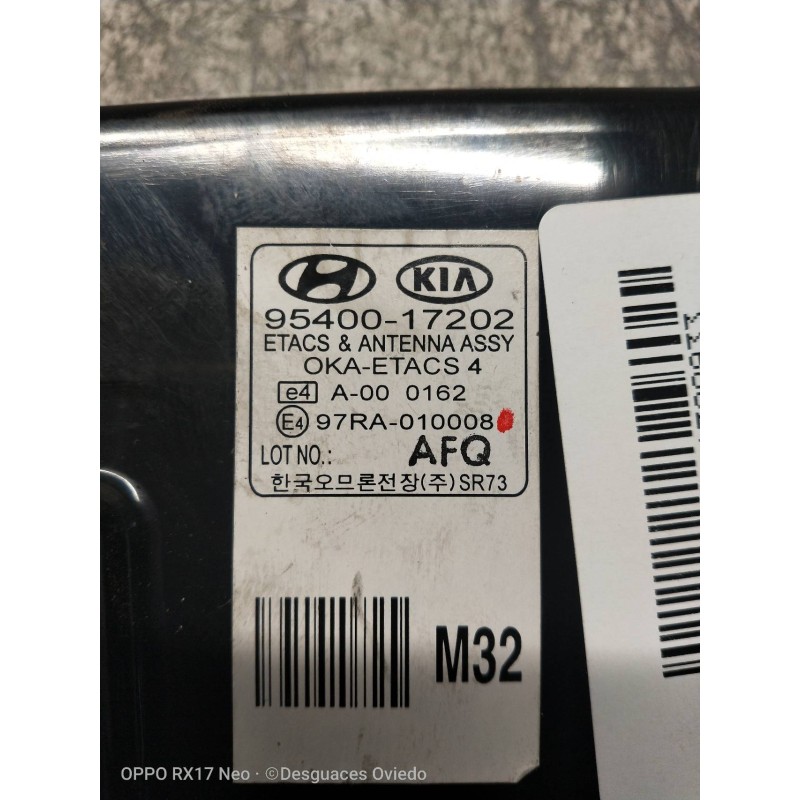 KIA
95400-17202
ETACS & ANTENNA ASSY
OKA-ETACS 4
e4 A-00 0162
E4 97RA-010008
LOT NO.: AFQ
한국오므론전장(주)SR73
M32
OPPO RX17 Neo · ©Desguaces Oviedo